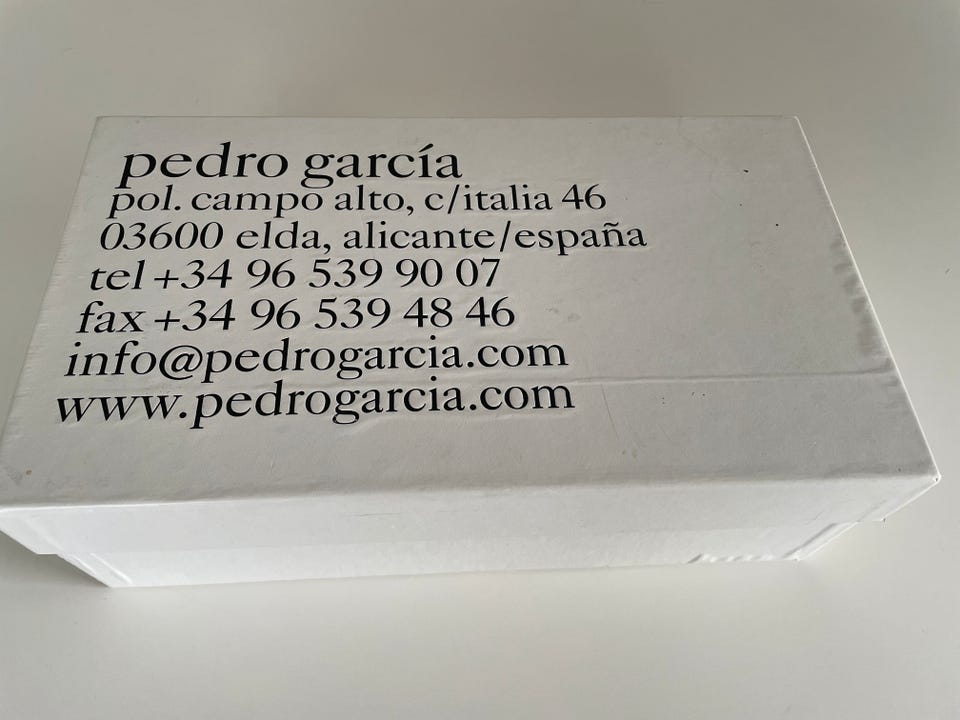 pedro garcía
pol. campo alto, c/italia 46
03600 elda, alicante/españa
tel +34 96 539 90 07
fax +34 96 539 48 46
info@pedrogarcia.com
www.pedrogarcia.com